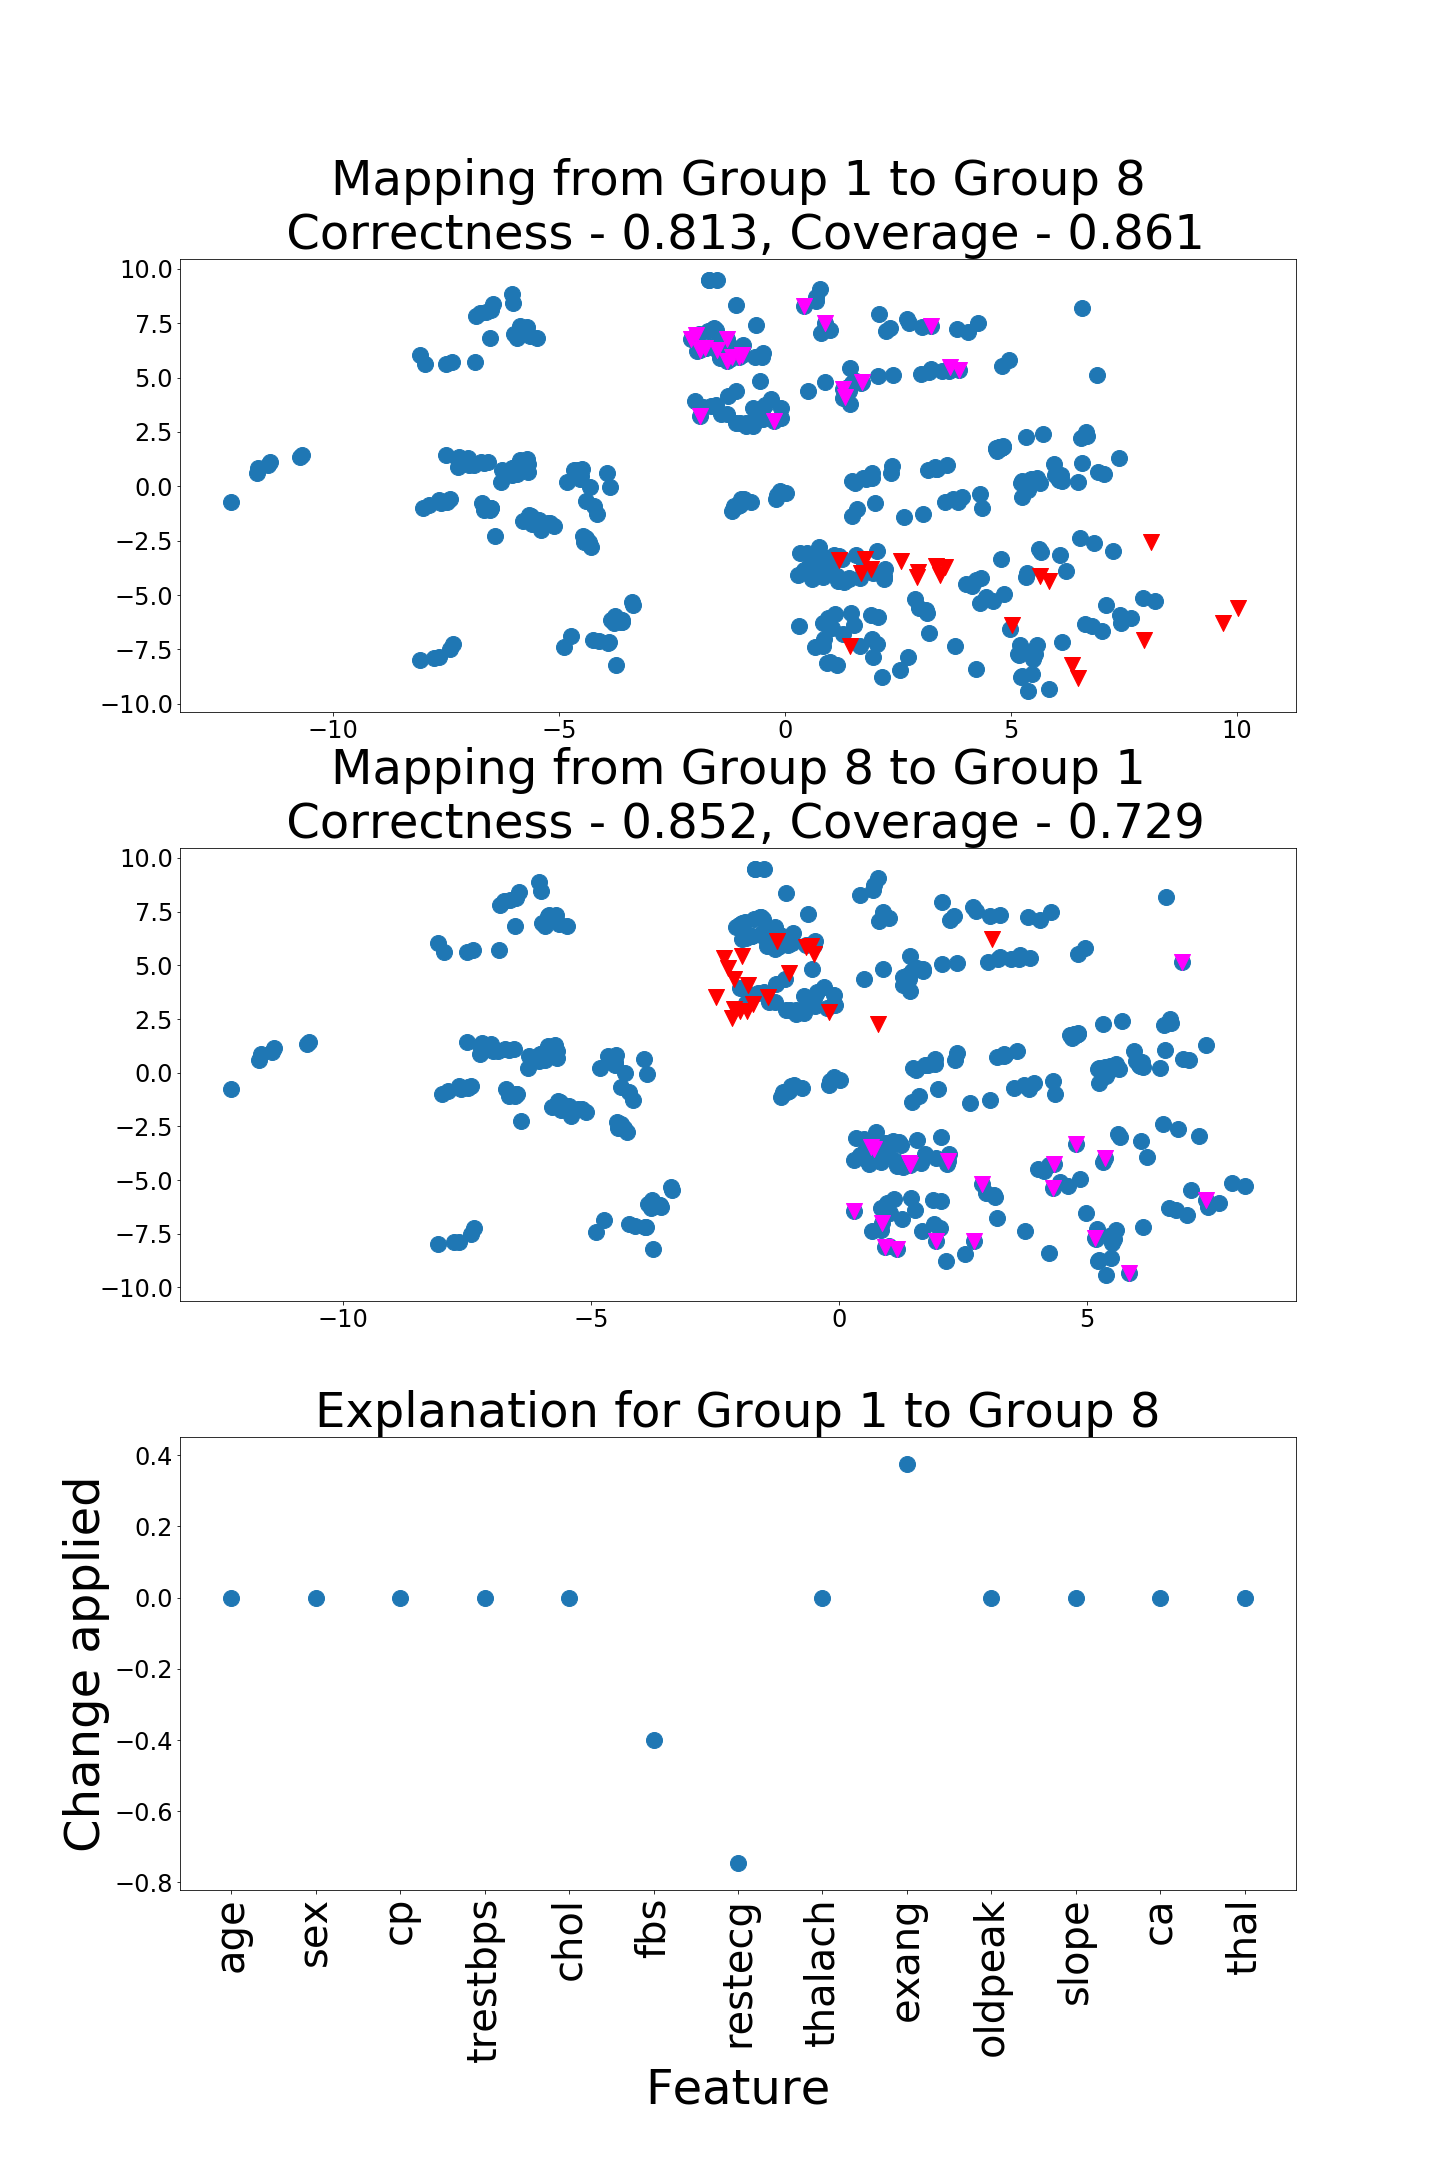 Mapping from Group 1 to Group 8
Correctness - 0.813, Coverage - 0.861
10.0
7.5
5.0
2.5
0.0
−2.5
−5.0
−7.5
−10.0
−10
−5
0
5
10
Mapping from Group 8 to Group 1
Correctness - 0.852, Coverage - 0.729
10.0
7.5
5.0
2.5
0.0
−2.5
−5.0
−7.5
−10.0
−10
−5
0
5
Explanation for Group 1 to Group 8
Change applied
0.4
0.2
0.0
−0.2
−0.4
−0.6
−0.8
age
sex
cp
trestbps
chol
fbs
restecg
thalach
exang
oldpeak
slope
ca
thal
Feature